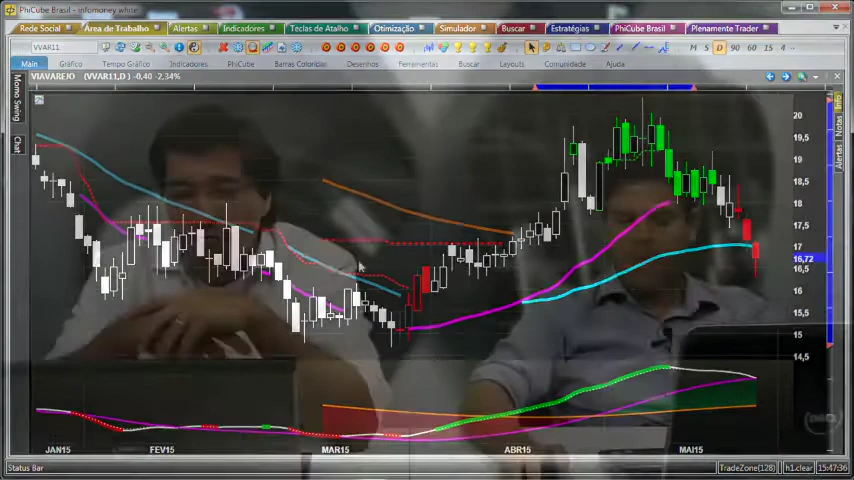 PhiCube Brasil - infomoney white
Rede Social Área de Trabalho Alertas Indicadores Teclas de Atalho Otimização Simulador Buscar Estratégias PhiCube Brasil Plenamente Trader
VVAR11
M S D 90 60 15 4
Main Gráfico Tempo Gráfico Indicadores PhiCube Barras Coloridas Desenhos Ferramentas Buscar Layouts Comunidade Ajuda
VIAVAREJO (VVAR11,D) -0,40 -2,34%
Mono Swing
Chat
Info
Notas
Alertas
20
19,5
19
18,5
18
17,5
17
16,72
16,5
16
15,5
15
14,5
DELL
JAN15 FEV15 MAR15 ABR15 MAI15
Status Bar TradeZone(128) h1.clear 15:47:36